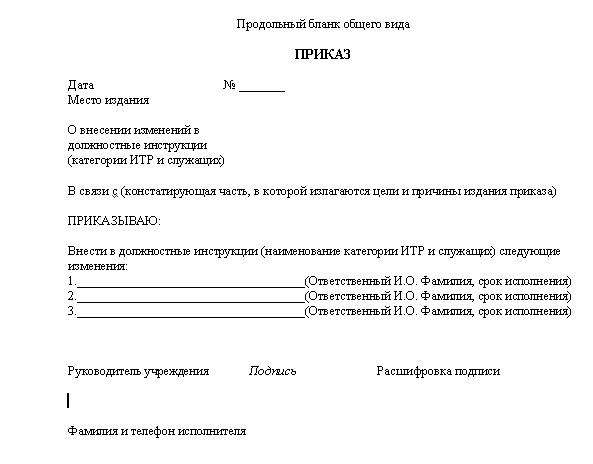 Продольный бланк общего вида
ПРИКАЗ
Дата № _______
Место издания
О внесении изменений в
должностные инструкции
(категории ИТР и служащих)
В связи с (констатирующая часть, в которой излагаются цели и причины издания приказа)
ПРИКАЗЫВАЮ:
Внести в должностные инструкции (наименование категории ИТР и служащих) следующие
изменения:
1.____________________________________(Ответственный И.О. Фамилия, срок исполнения)
2.____________________________________(Ответственный И.О. Фамилия, срок исполнения)
3.____________________________________(Ответственный И.О. Фамилия, срок исполнения)
Руководитель учреждения Подпись Расшифровка подписи
Фамилия и телефон исполнителя